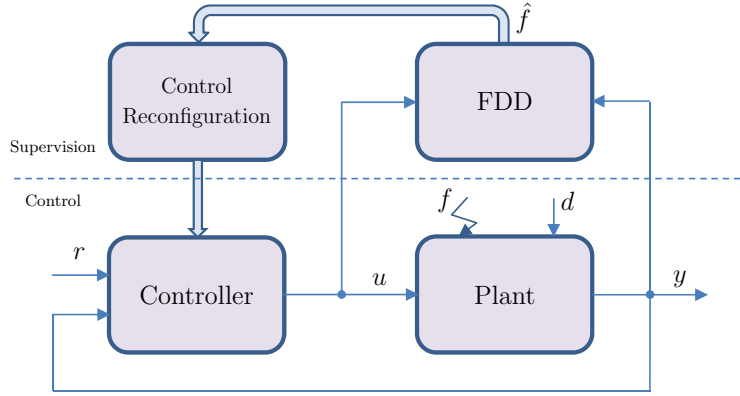 f̂
Control
Reconfiguration
FDD
Supervision
Control
f
d
r
Controller
u
Plant
y